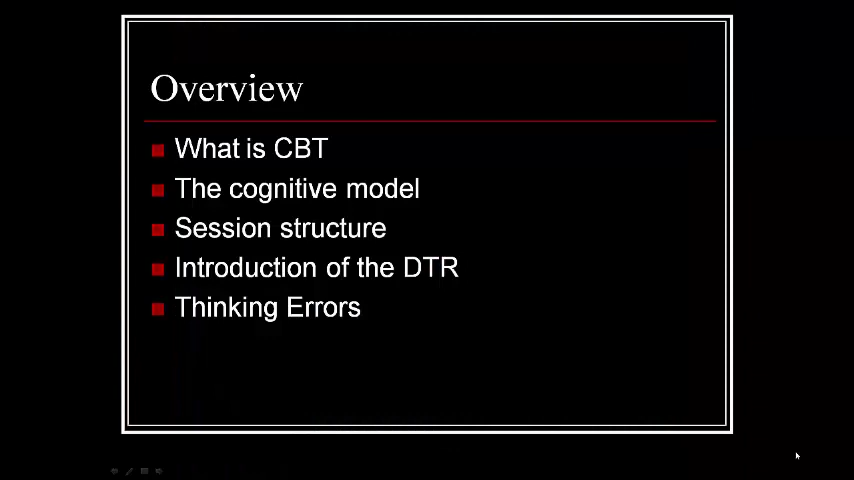 Overview
What is CBT
The cognitive model
Session structure
Introduction of the DTR
Thinking Errors